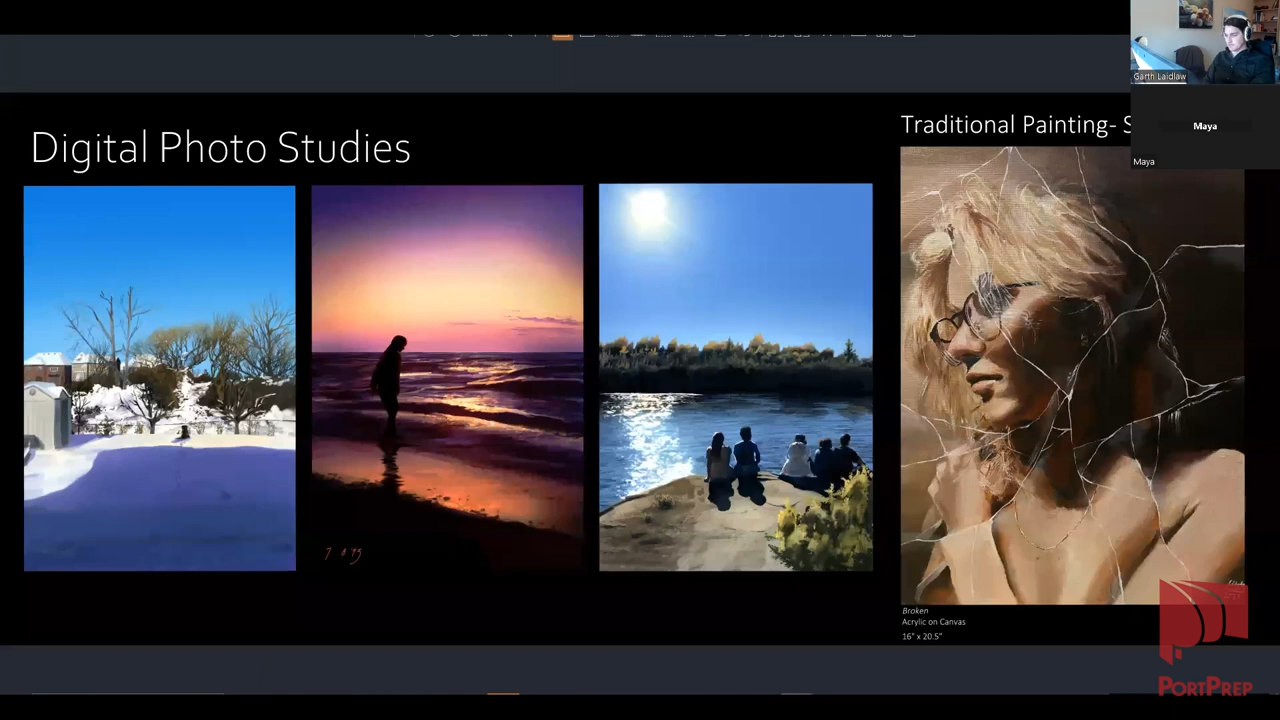 Garth Laidlaw
Maya
Maya
Digital Photo Studies
Traditional Painting- S
Broken
Acrylic on Canvas
16" x 20.5"
PORTPREP